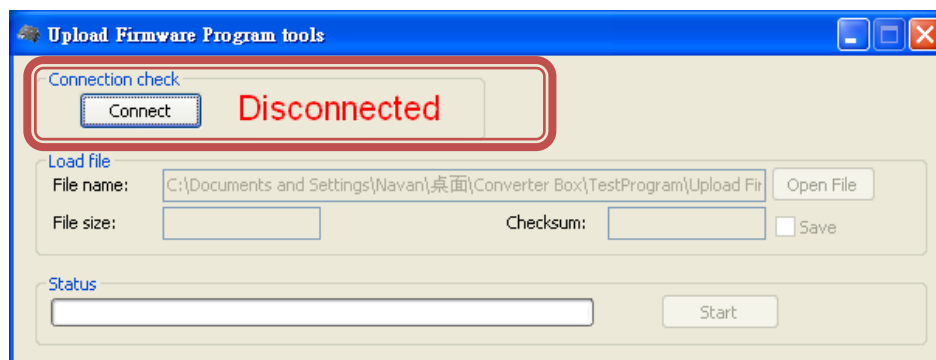 Upload Firmware Program tools
Connection check
Connect Disconnected
Load file
File name: C:\Documents and Settings\Navan\桌面\Converter Box\TestProgram\Upload Fir Open File
File size: Checksum: Save
Status
Start